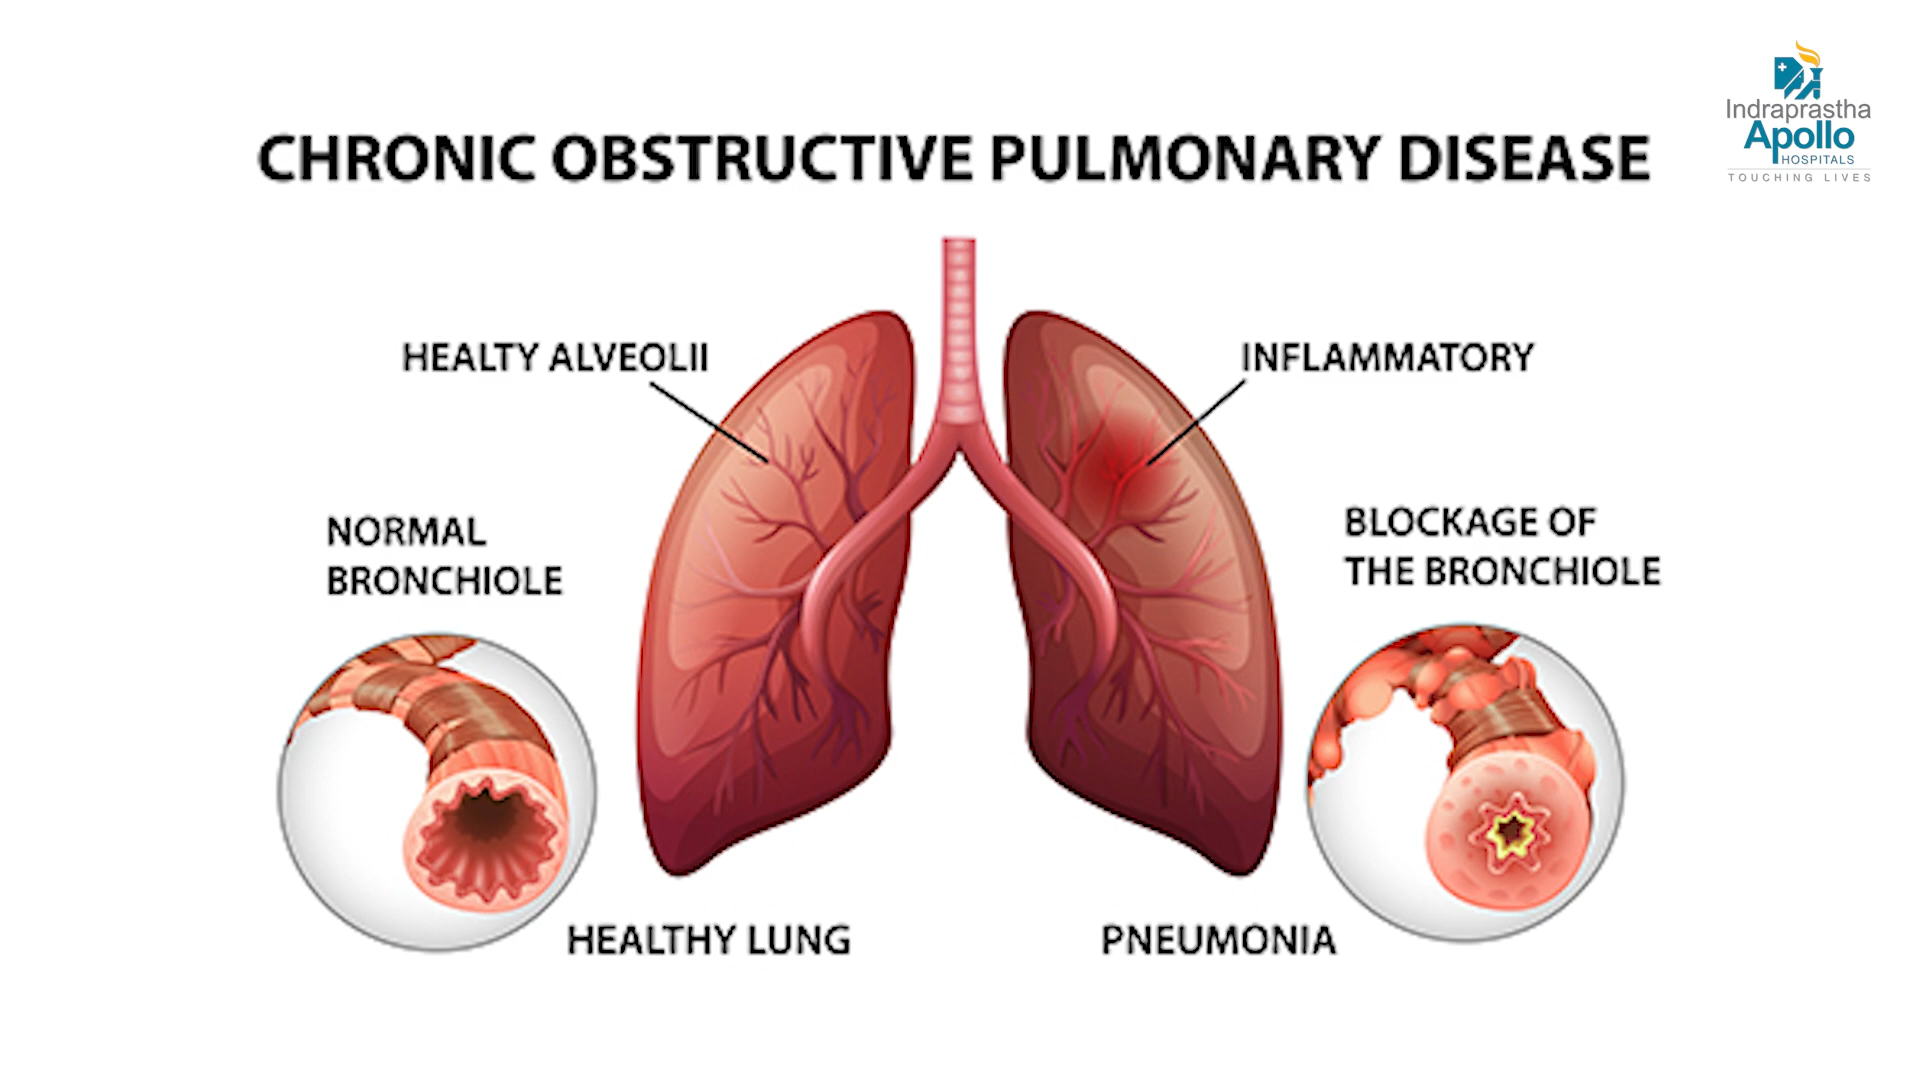 Indraprastha
Apollo
HOSPITALS
TOUCHING LIVES
CHRONIC OBSTRUCTIVE PULMONARY DISEASE
HEALTY ALVEOLII
INFLAMMATORY
NORMAL
BRONCHIOLE
BLOCKAGE OF
THE BRONCHIOLE
HEALTHY LUNG
PNEUMONIA